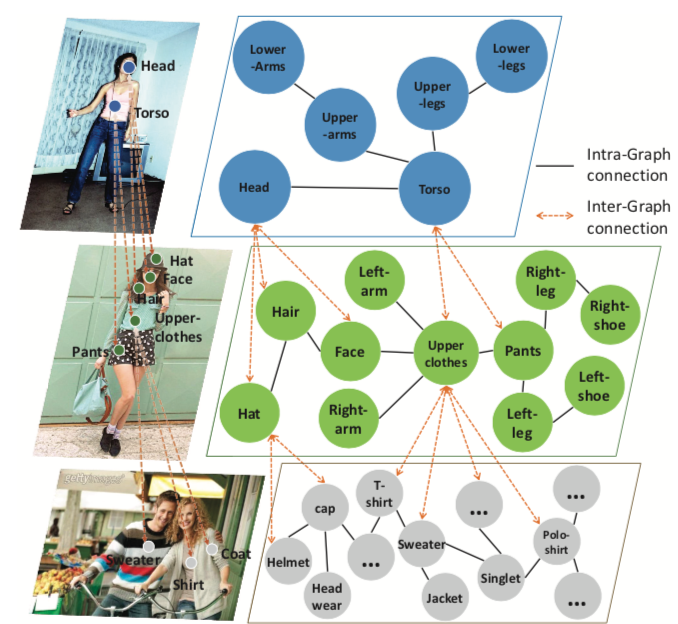 Head
Torso
Lower
-Arms
Upper
-arms
Upper
-legs
Lower
-legs
Head
Torso
Intra-Graph
connection
Inter-Graph
connection
Hat
Face
Hair
Upper-
clothes
Pants
Left-
arm
Hair
Face
Hat
Right-
arm
Upper
clothes
Pants
Right-
leg
Right-
shoe
Left-
shoe
Left-
leg
gettyimages
Sweater
Shirt
Coat
cap
T-
shirt
...
...
Helmet
Head
wear
...
Sweater
Jacket
Singlet
Polo-
shirt
...